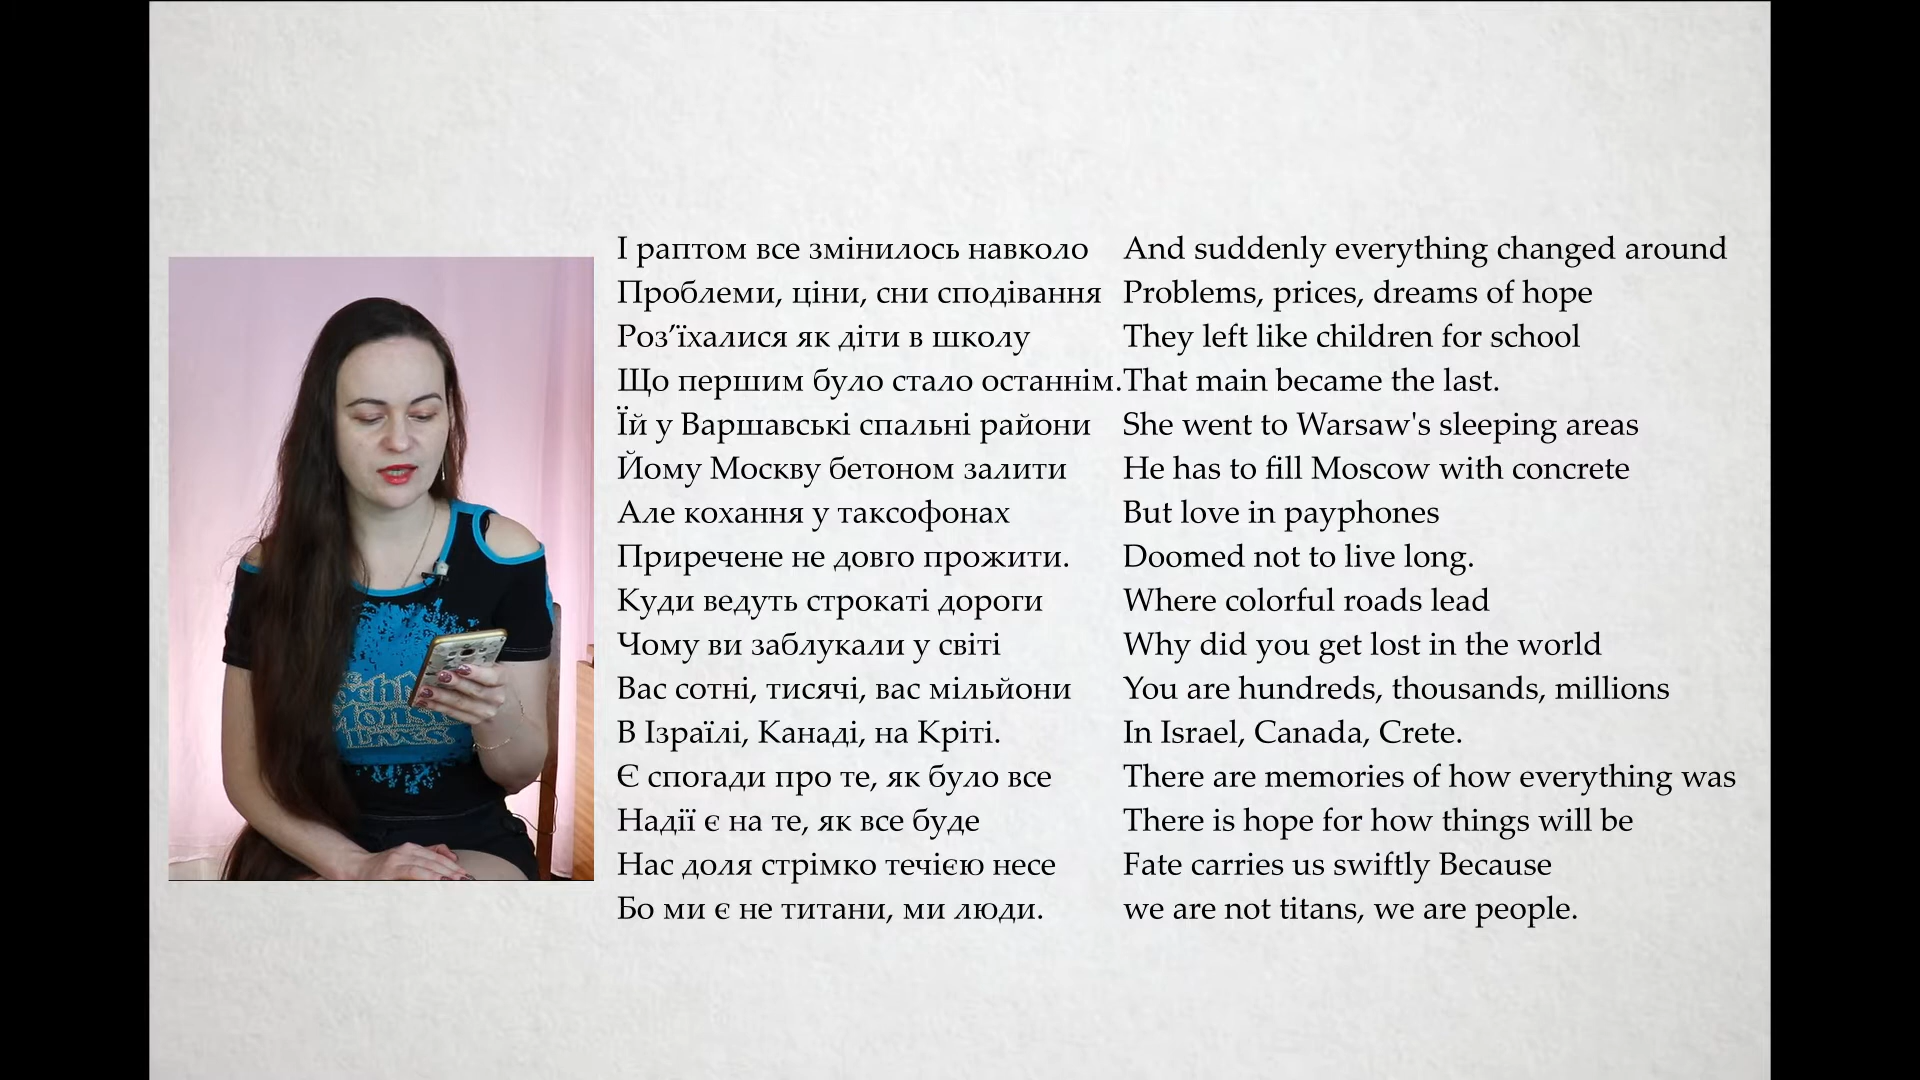 І раптом все змінилось навколо
Проблеми, ціни, сни сподівання
Роз’їхалися як діти в школу
Що першим було стало останнім.
Їй у Варшавські спальні райони
Йому Москву бетоном залити
Але кохання у таксофонах
Приречене не довго прожити.
Куди ведуть строкаті дороги
Чому ви заблукали у світі
Вас сотні, тисячі, вас мільйони
В Ізраїлі, Канаді, на Кріті.
Є спогади про те, як було все
Надії є на те, як все буде
Нас доля стрімко течією несе
Бо ми є не титани, ми люди.
And suddenly everything changed around
Problems, prices, dreams of hope
They left like children for school
That main became the last.
She went to Warsaw's sleeping areas
He has to fill Moscow with concrete
But love in payphones
Doomed not to live long.
Where colorful roads lead
Why did you get lost in the world
You are hundreds, thousands, millions
In Israel, Canada, Crete.
There are memories of how everything was
There is hope for how things will be
Fate carries us swiftly Because
we are not titans, we are people.